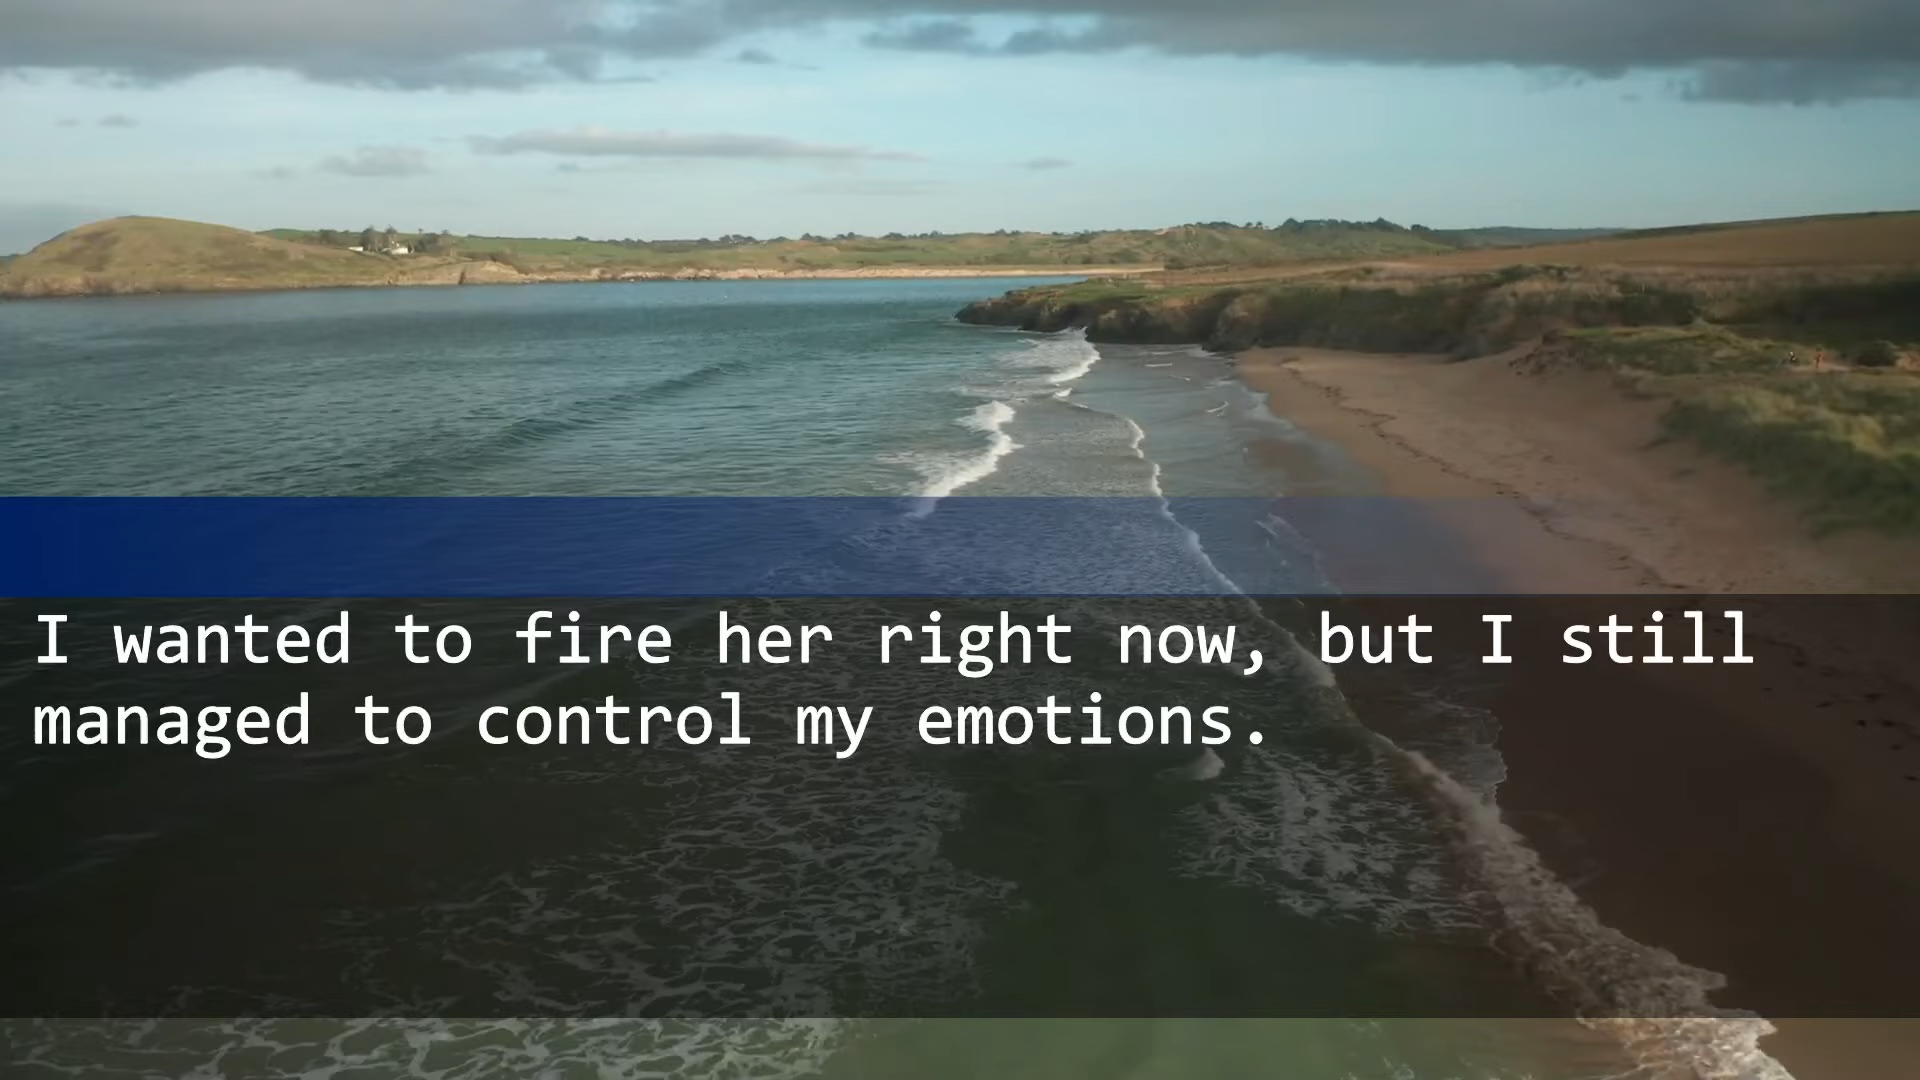 I wanted to fire her right now, but I still
managed to control my emotions.